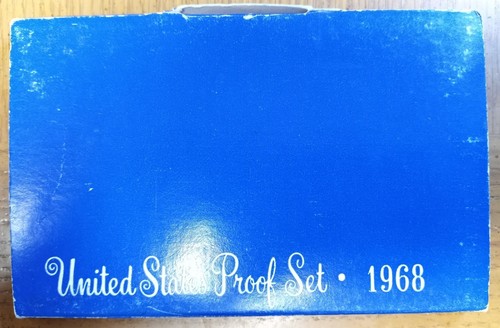 United States Proof Set • 1968